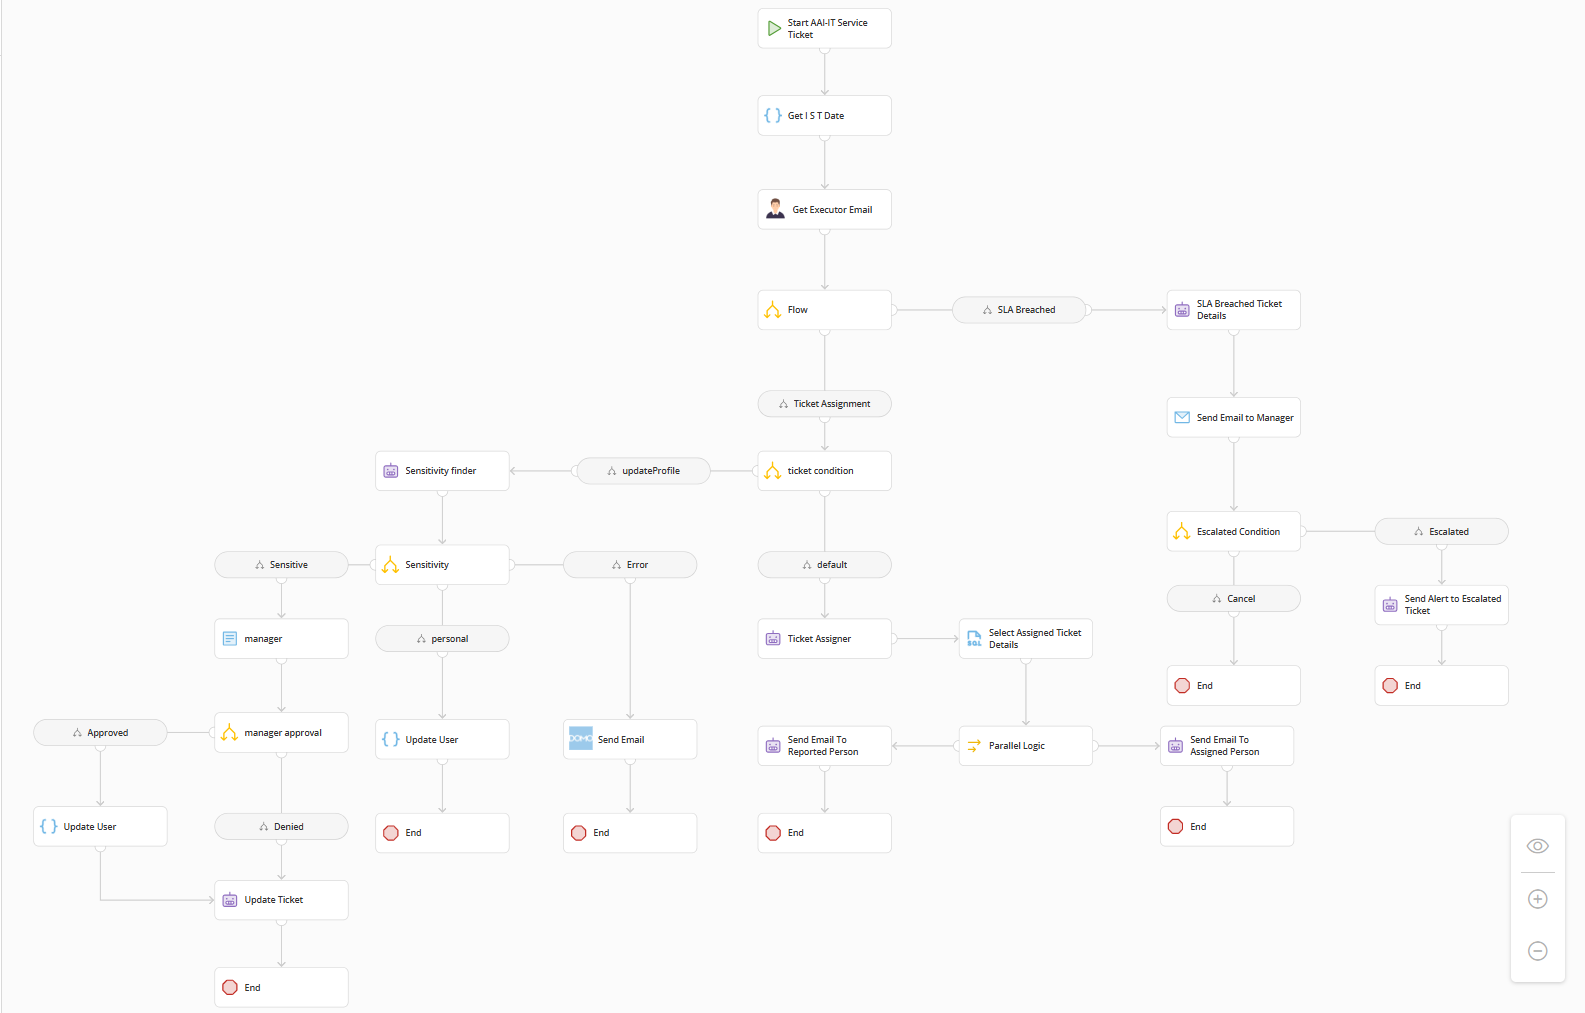 Start AAI-IT Service
Ticket
Get I S T Date
Get Executor Email
Flow
SLA Breached
SLA Breached Ticket
Details
Ticket Assignment
Send Email to Manager
Sensitivity finder
updateProfile
ticket condition
Escalated Condition
Escalated
Sensitive
Sensitivity
Error
default
Cancel
Send Alert to Escalated
Ticket
manager
personal
Ticket Assigner
Select Assigned Ticket
Details
SQL
End
End
Approved
manager approval
Update User
DOMO
Send Email
Send Email To
Reported Person
Parallel Logic
Send Email To
Assigned Person
Update User
Denied
End
End
End
End
Update Ticket
End